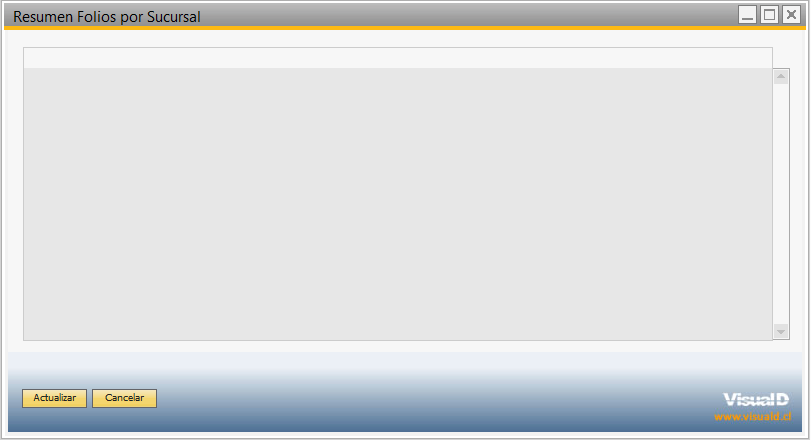 Resumen Folios por Sucursal
Actualizar Cancelar
VisualD
www.visuald.cl